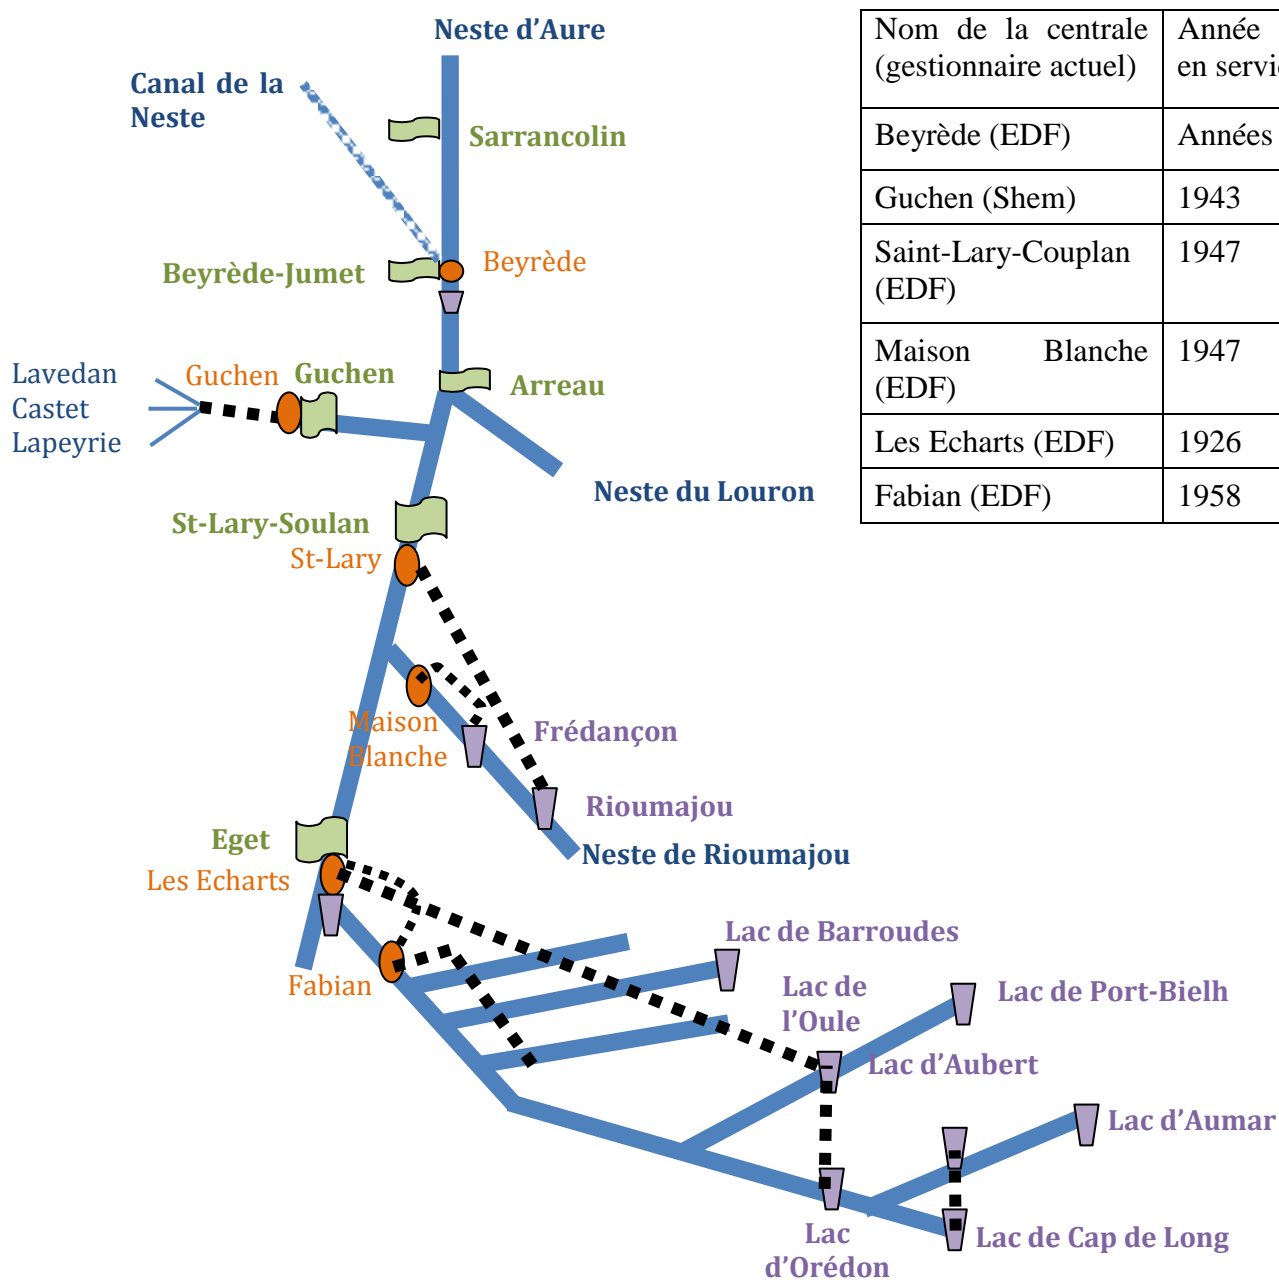 Neste d’Aure
Canal de la
Neste
Sarrancolin
Beyrède-Jumet
Beyrède
Lavedan
Castet
Lapeyrie
Guchen
Guchen
Arreau
Neste du Louron
St-Lary-Soulan
St-Lary
Maison
Blanche
Frédançon
Rioumajou
Neste de Rioumajou
Eget
Les Echarts
Fabian
Lac de Barroudes
Lac de
l’Oule
Lac de Port-Bielh
Lac d’Aubert
Lac d’Aumar
Lac
d’Orédon
Lac de Cap de Long
Nom de la centrale
(gestionnaire actuel)
Année
en servi
Beyrède (EDF)
Années
Guchen (Shem)
1943
Saint-Lary-Couplan
(EDF)
1947
Maison Blanche
(EDF)
1947
Les Echarts (EDF)
1926
Fabian (EDF)
1958